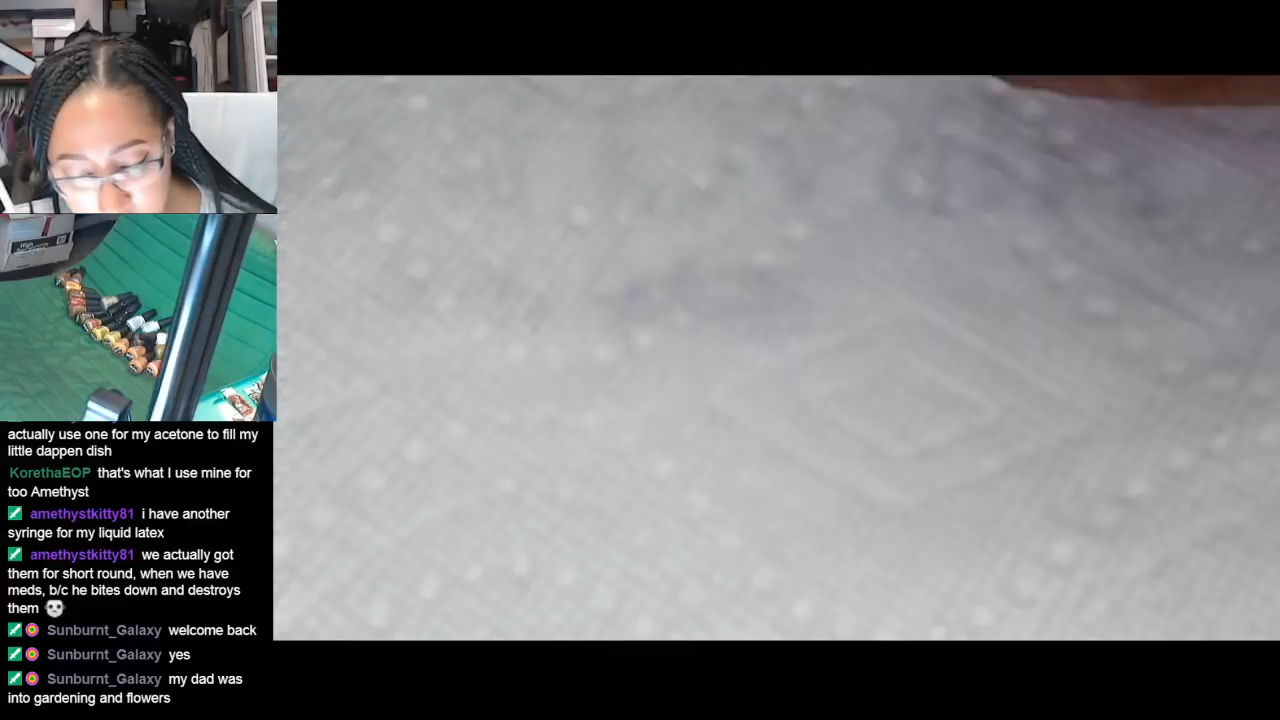 High
actually use one for my acetone to fill my
little dappen dish
KorethaEOP that's what I use mine for
too Amethyst
amethystkitty81 i have another
syringe for my liquid latex
amethystkitty81 we actually got
them for short round, when we have
meds, b/c he bites down and destroys
them
Sunburnt_Galaxy welcome back
Sunburnt_Galaxy yes
Sunburnt_Galaxy my dad was
into gardening and flowers